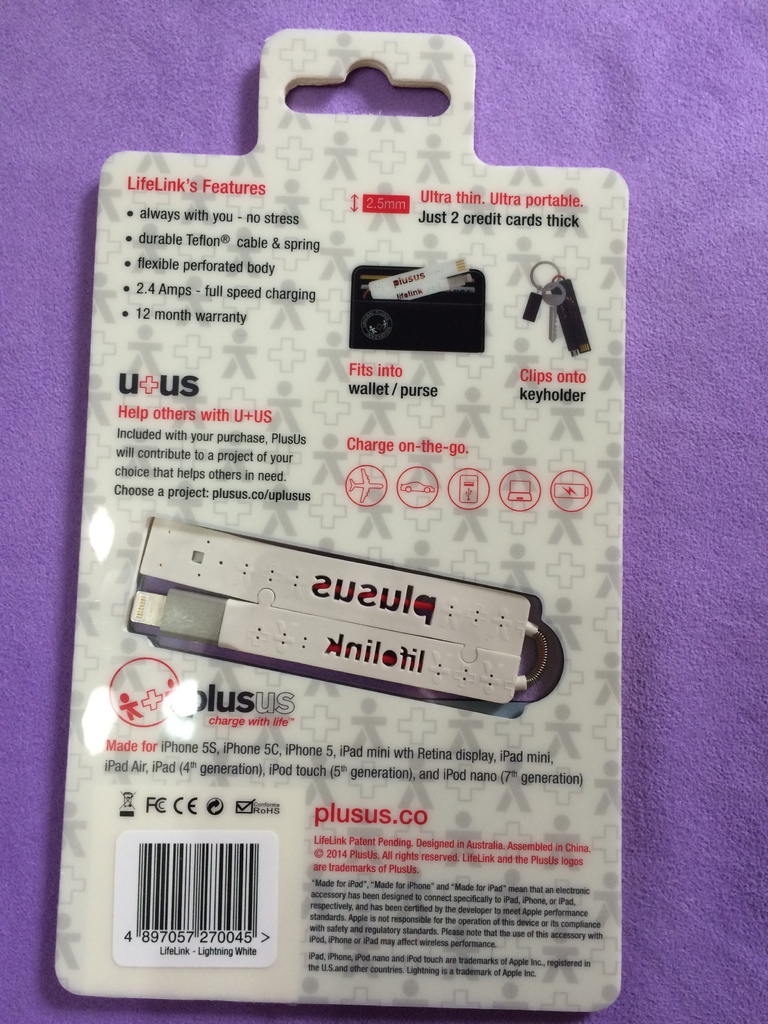 LifeLink's Features
• always with you - no stress
• durable Teflon® cable & spring
• flexible perforated body
• 2.4 Amps - full speed charging
• 12 month warranty
2.5mm
Ultra thin. Ultra portable.
Just 2 credit cards thick
plusus
lifelink
Fits into
wallet / purse
Clips onto
keyholder
u+us
Help others with U+US
Included with your purchase, PlusUs
will contribute to a project of your
choice that helps others in need.
Choose a project: plusus.co/uplusus
Charge on-the-go.
plusus
lifelink
plusus
charge with life™
Made for iPhone 5S, iPhone 5C, iPhone 5, iPad mini wth Retina display, iPad mini,
iPad Air, iPad (4th generation), iPod touch (5th generation), and iPod nano (7th generation)
FC CE Conforms RoHS
plusus.co
LifeLink Patent Pending. Designed in Australia. Assembled in China.
© 2014 PlusUs. All rights reserved. LifeLink and the PlusUs logos
are trademarks of PlusUs.
"Made for iPod", "Made for iPhone" and "Made for iPad" mean that an electronic
accessory has been designed to connect specifically to iPad, iPhone, or iPad,
respectively, and has been certified by the developer to meet Apple performance
standards. Apple is not responsible for the operation of this device or its compliance
with safety and regulatory standards. Please note that the use of this accessory with
iPod, iPhone or iPad may affect wireless performance.
iPad, iPhone, iPod nano and iPod touch are trademarks of Apple Inc., registered in
the U.S.and other countries. Lightning is a trademark of Apple Inc.
4 897057 270045 >
LifeLink - Lightning White